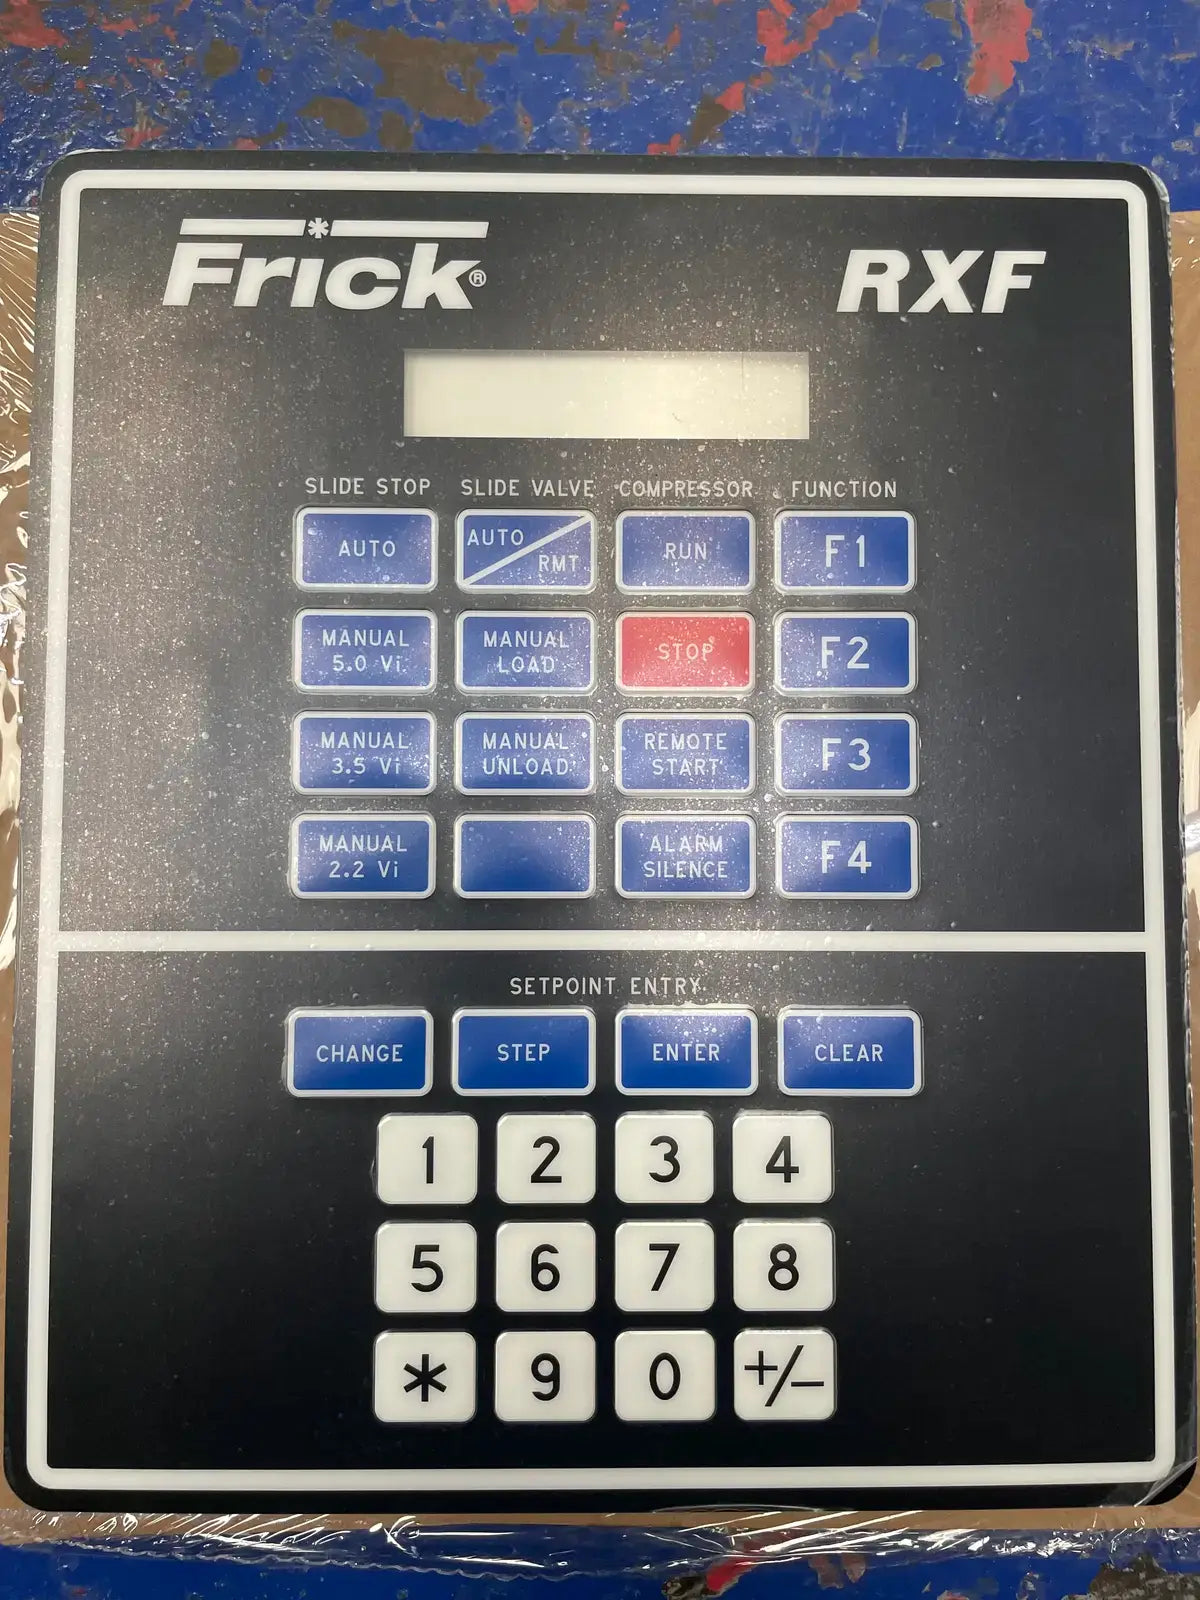 Frick®
RXF
SLIDE STOP SLIDE VALVE COMPRESSOR FUNCTION
AUTO
AUTO
RMT
RUN
F1
MANUAL
5.0 Vi
MANUAL
LOAD
STOP
F2
MANUAL
3.5 Vi
MANUAL
UNLOAD
REMOTE
START
F3
MANUAL
2.2 Vi
ALARM
SILENCE
F4
SETPOINT ENTRY
CHANGE STEP ENTER CLEAR
1 2 3 4
5 6 7 8
* 9 0 +/-